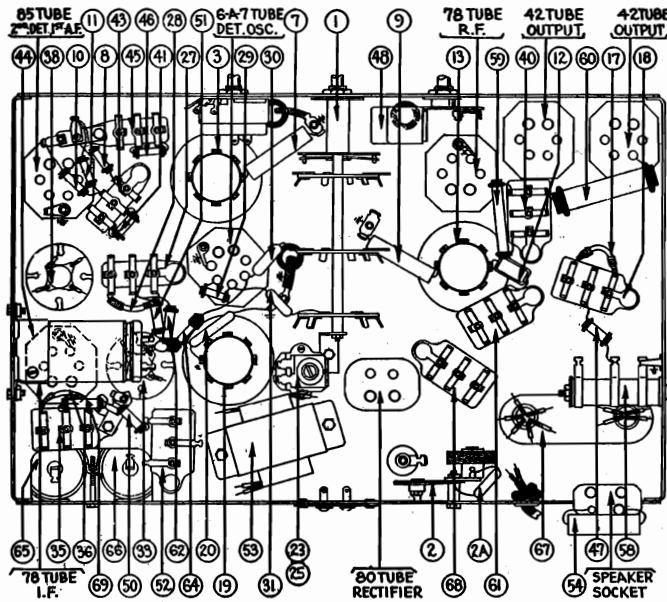 85 TUBE
2ND DET. 1ST A.F.
6-A-7 TUBE
DET. OSC.
78 TUBE
R.F.
42 TUBE
OUTPUT
42 TUBE
OUTPUT
44 38 10 11 8 43 45 46 41 28 27 51 3 29 30 7 1 48 9 13 59 40 12 60 17 18
65 35 36 69 66 50 33 52 62 64 20 19 53 31 23 25 2 68 2A 61 67 54 47 58
78 TUBE
I.F.
80 TUBE
RECTIFIER
SPEAKER
SOCKET